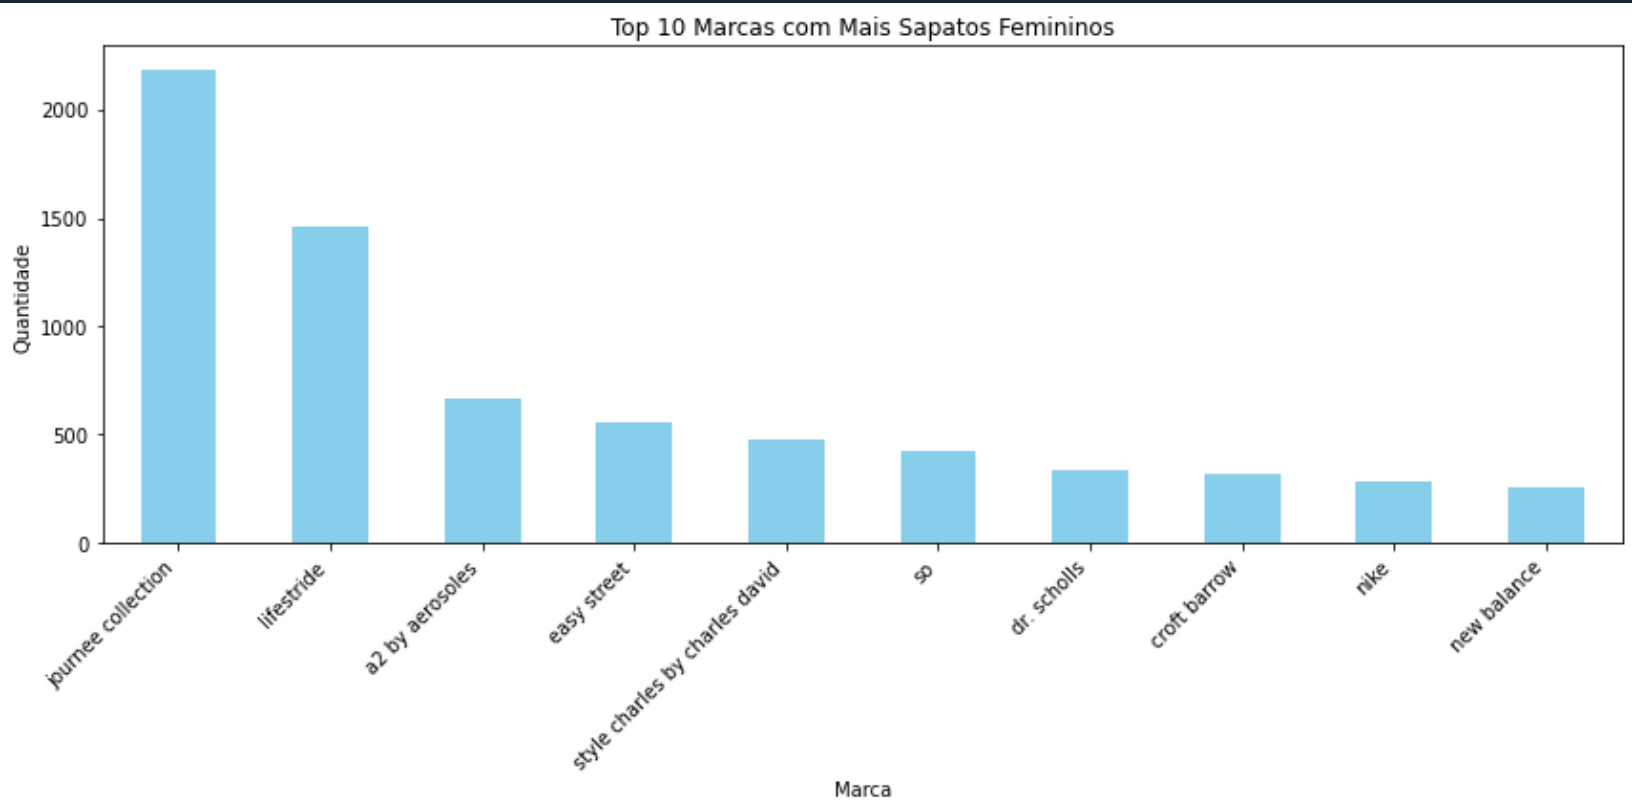 Top 10 Marcas com Mais Sapatos Femininos
Quantidade
2000
1500
1000
500
0
journee collection
lifestride
a2 by aerosoles
easy street
style charles by charles david
so
dr. scholls
croft barrow
nike
new balance
Marca